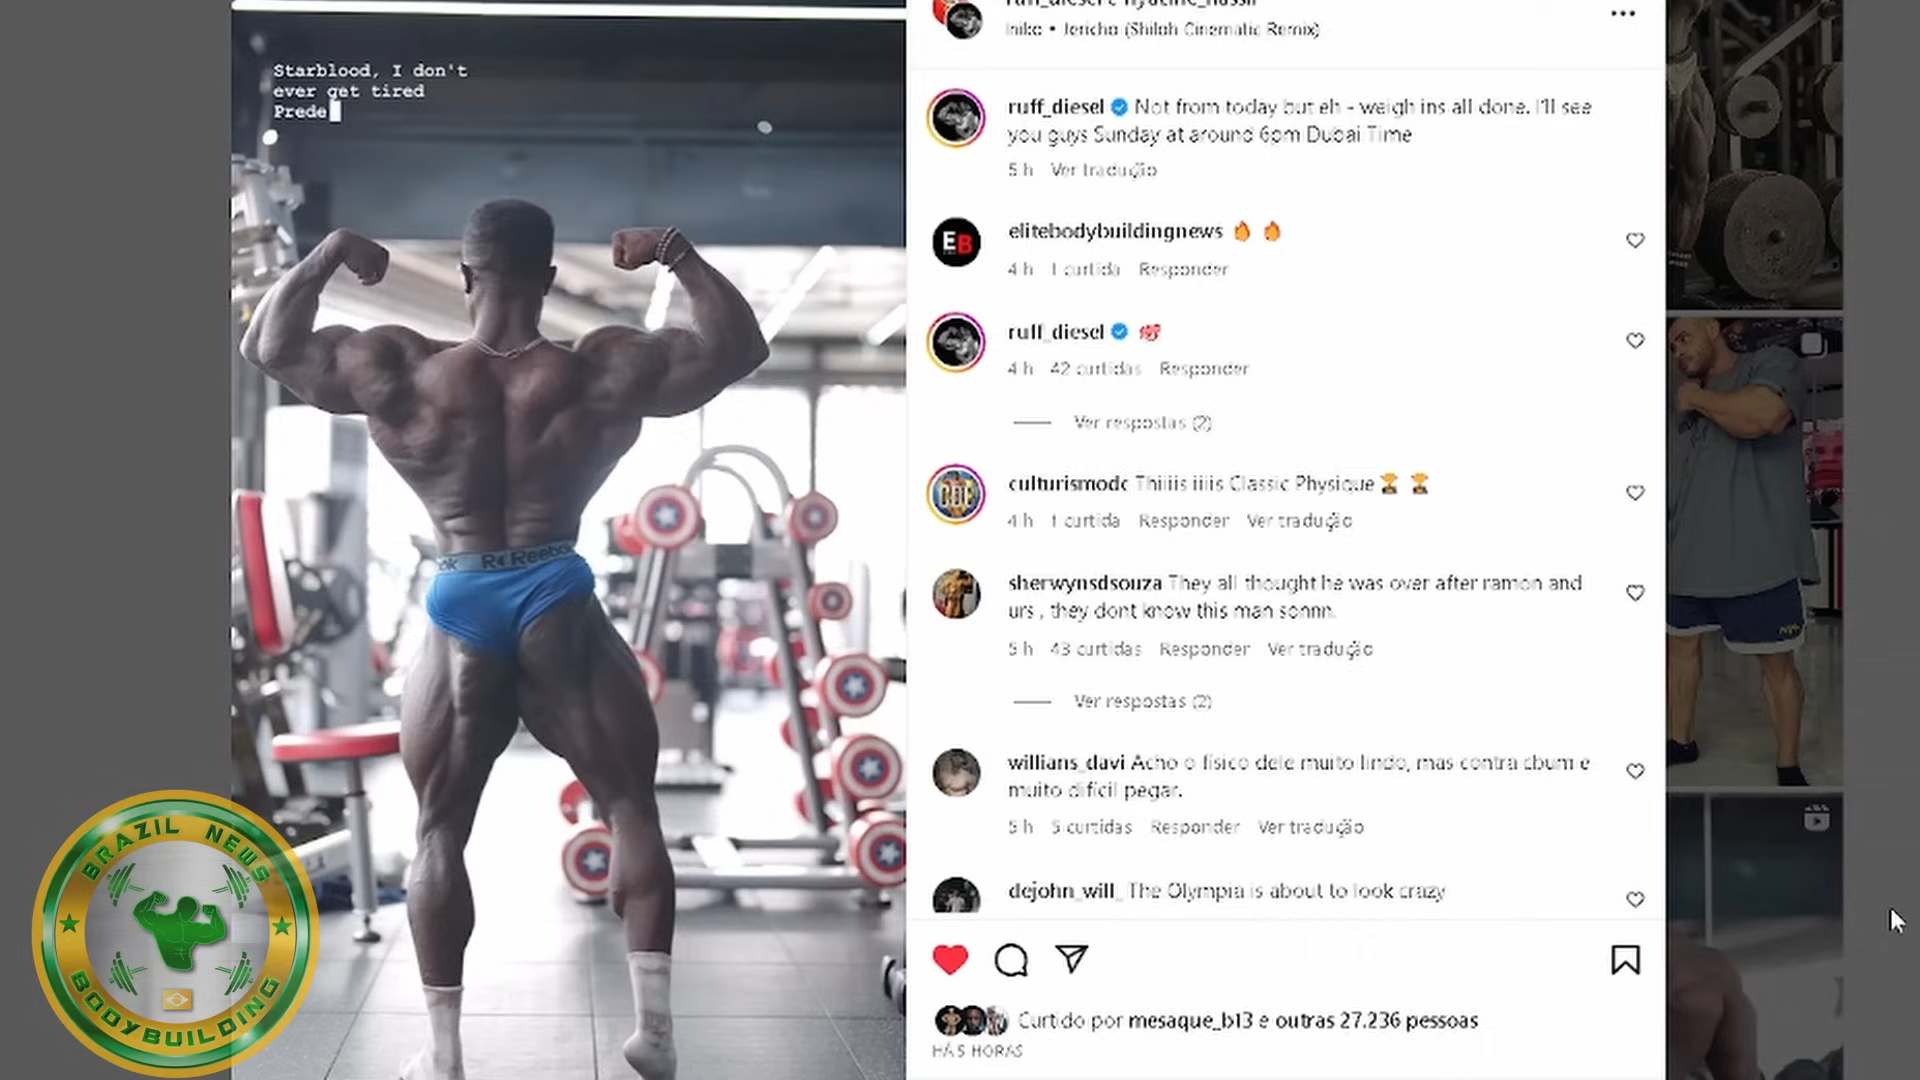 Starblood, I don't
ever get tired
Prede
Iniko • Jericho (Shiloh Cinematic Remix)
ruff_diesel Not from today but eh - weigh ins all done. I'll see
you guys Sunday at around 6pm Dubai Time
5 h Ver tradução
elitebodybuildingnews 🔥 🔥
4 h 1 curtida Responder
ruff_diesel 💯
4 h 42 curtidas Responder
Ver respostas (2)
culturismodc Thiiiis iiiis Classic Physique 🏆 🏆
4 h 1 curtida Responder Ver tradução
sherwynsdsouza They all thought he was over after ramon and
urs , they dont know this man sonnn.
5 h 43 curtidas Responder Ver tradução
Ver respostas (2)
willians_davi Acho o fisico dele muito lindo, mas contra cbum e
muito difícil pegar.
5 h 5 curtidas Responder Ver tradução
dejohn_will_ The Olympia is about to look crazy
Curtido por mesaque_b13 e outras 27.236 pessoas
HÁ 5 HORAS
Reebok
EB
BRAZIL NEWS
BODYBUILDING